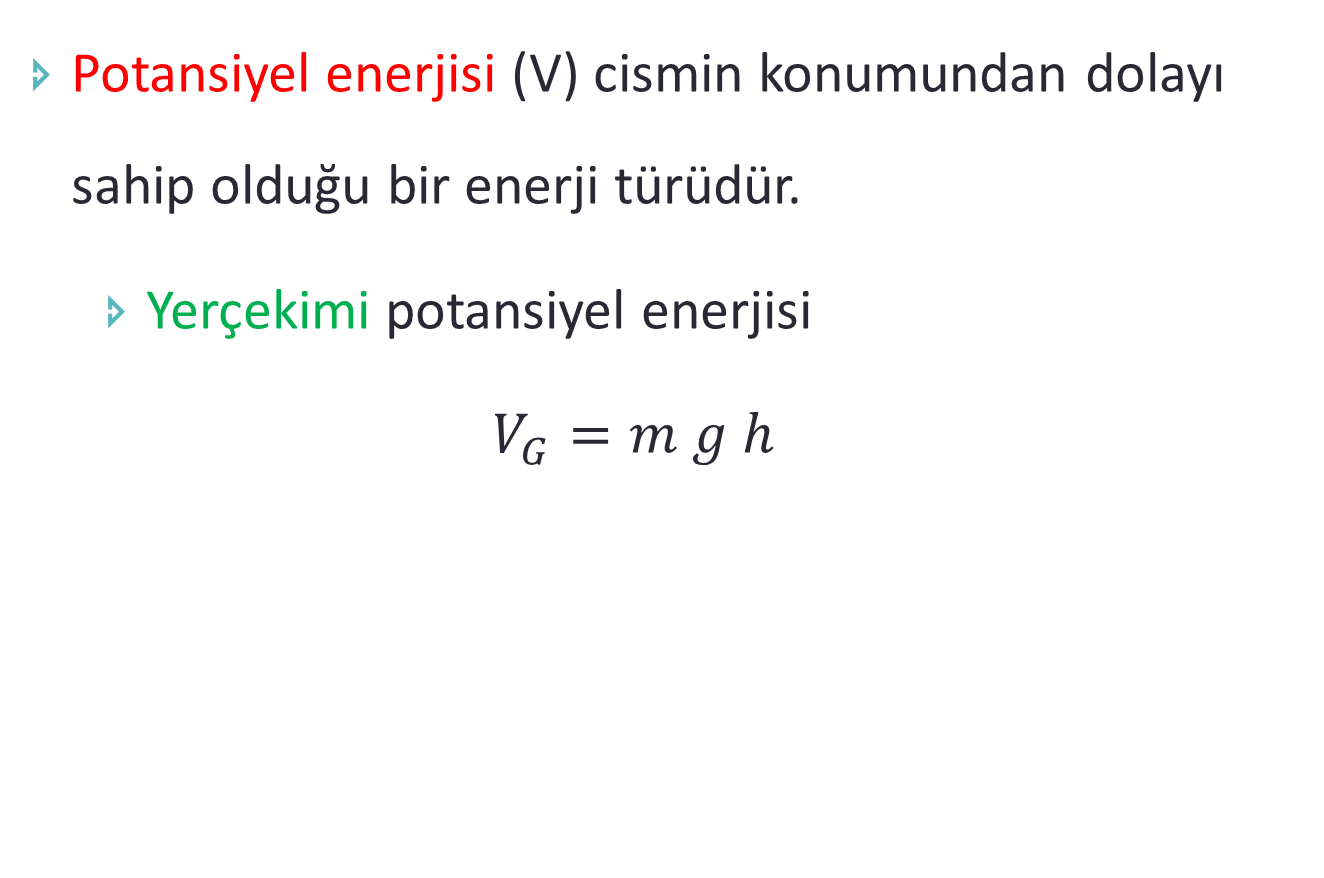 Potansiyel enerjisi (V) cismin konumundan dolayı
sahip olduğu bir enerji türüdür.
Yerçekimi potansiyel enerjisi
V_G = m g h